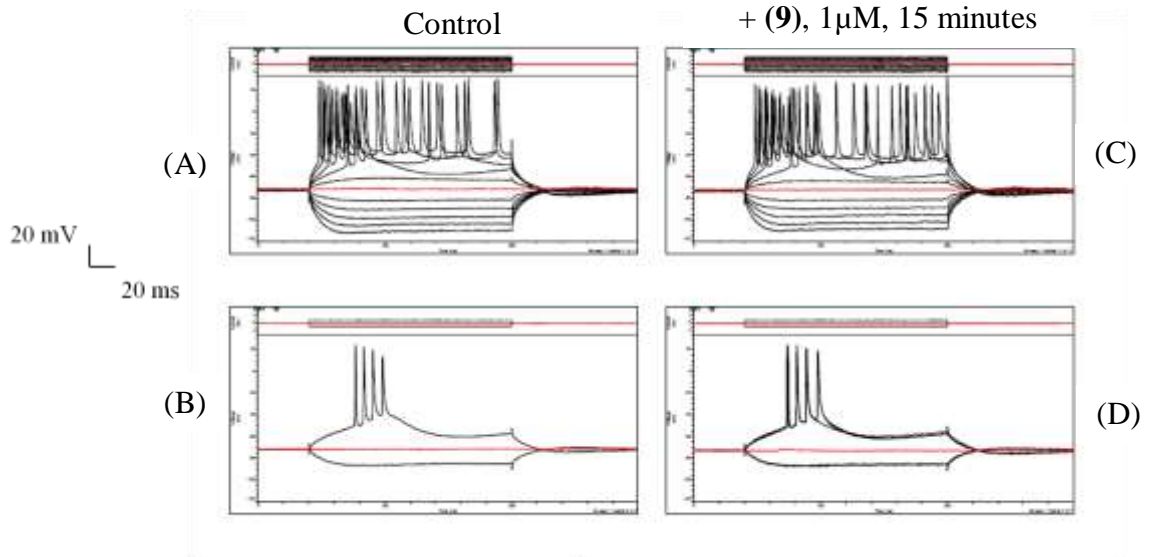 Control
+ (9), 1µM, 15 minutes
(A)
(C)
20 mV
20 ms
(B)
(D)